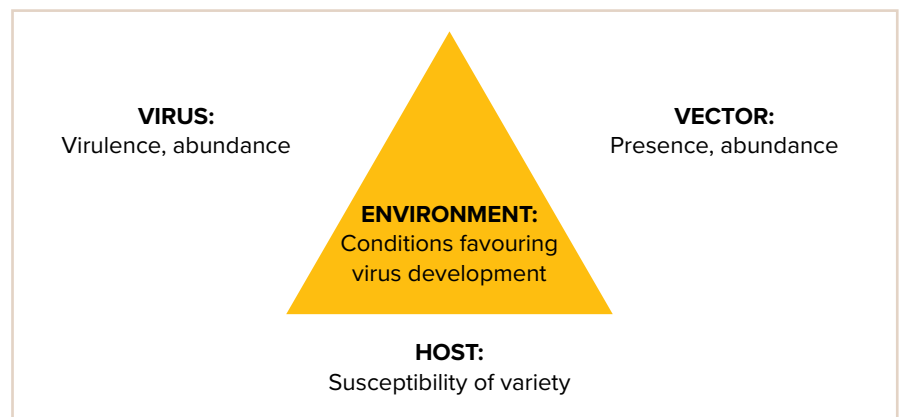 VIRUS:
Virulence, abundance
VECTOR:
Presence, abundance
ENVIRONMENT:
Conditions favouring
virus development
HOST:
Susceptibility of variety